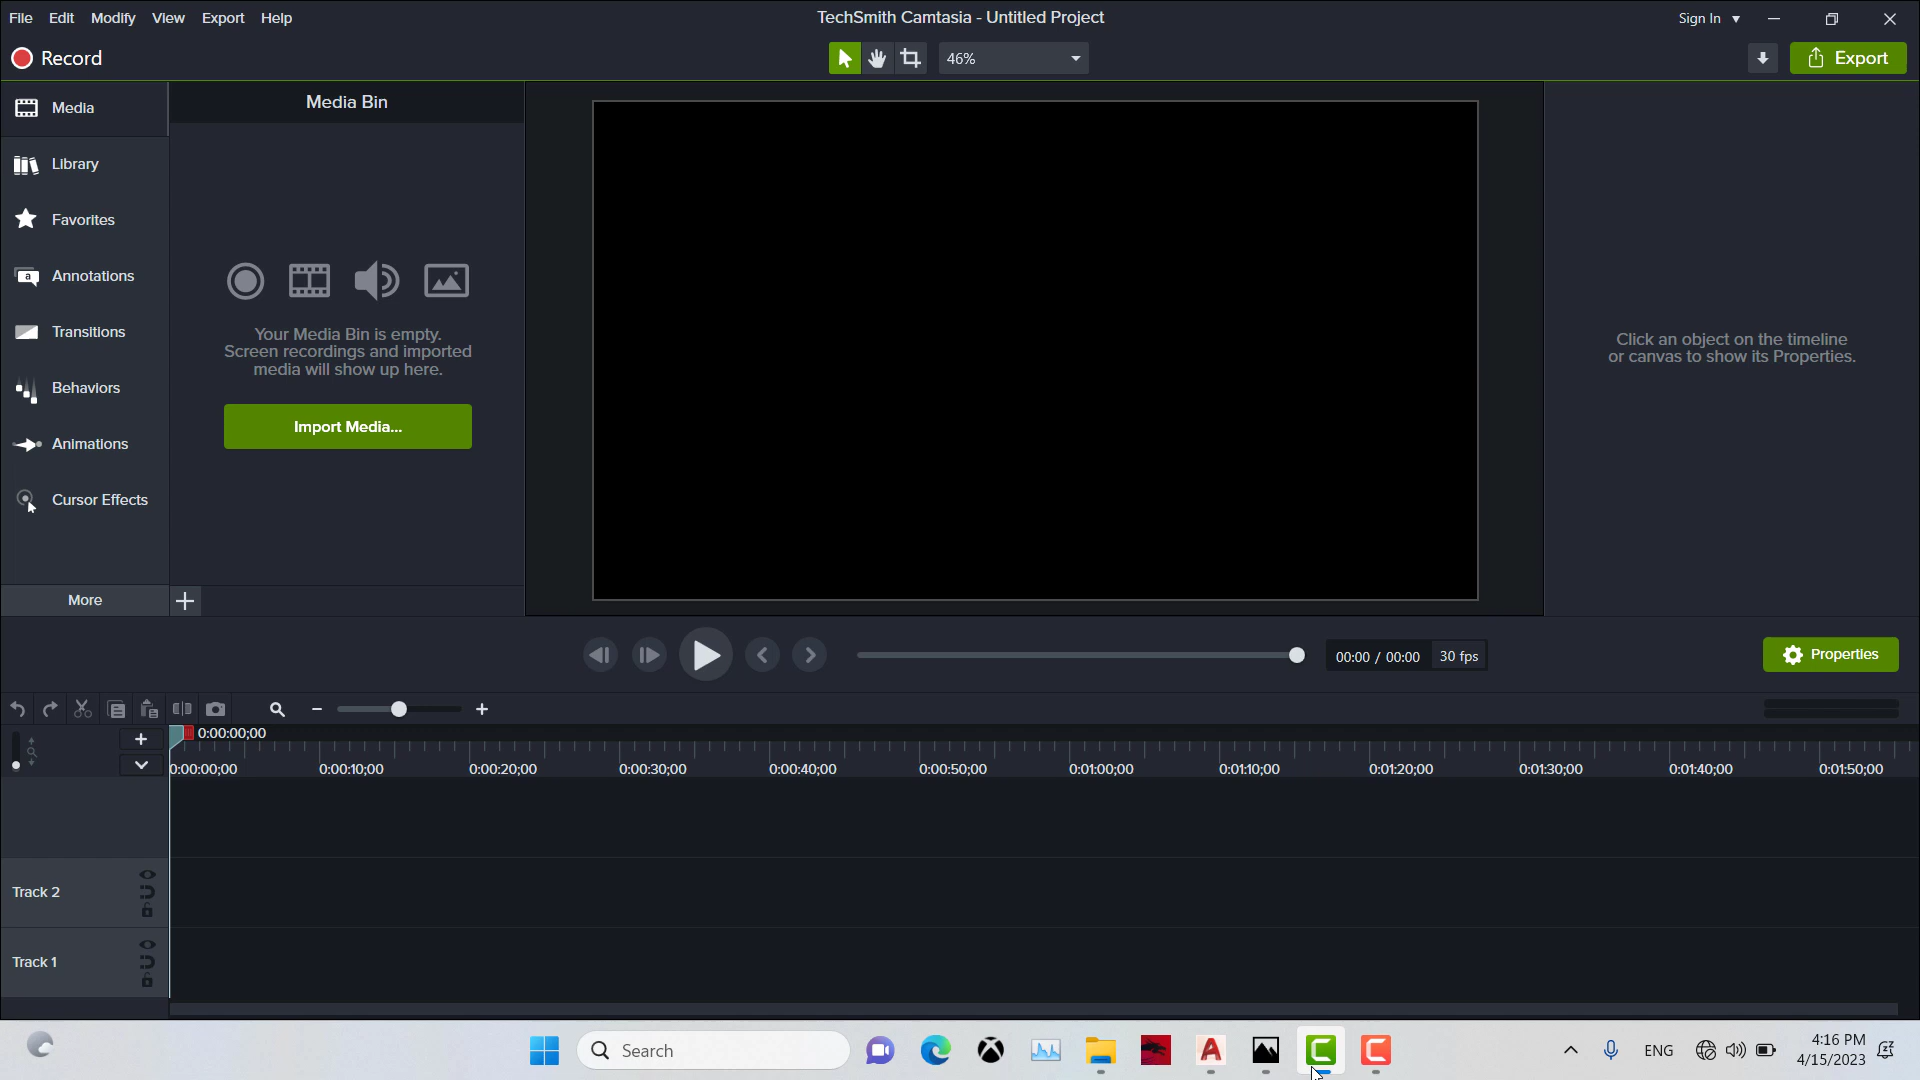 File Edit Modify View Export Help
TechSmith Camtasia - Untitled Project
Sign In
Record
46%
Export
Media
Media Bin
Library
Favorites
Annotations
Transitions
Behaviors
Animations
Cursor Effects
More
Your Media Bin is empty.
Screen recordings and imported
media will show up here.
Import Media...
Click an object on the timeline
or canvas to show its Properties.
00:00 / 00:00 30 fps
Properties
0:00:00;00
0:00:00;00 0:00:10;00 0:00:20;00 0:00:30;00 0:00:40;00 0:00:50;00 0:01:00;00 0:01:10;00 0:01:20;00 0:01:30;00 0:01:40;00 0:01:50;00
Track 2
Track 1
Search
ENG
4:16 PM
4/15/2023